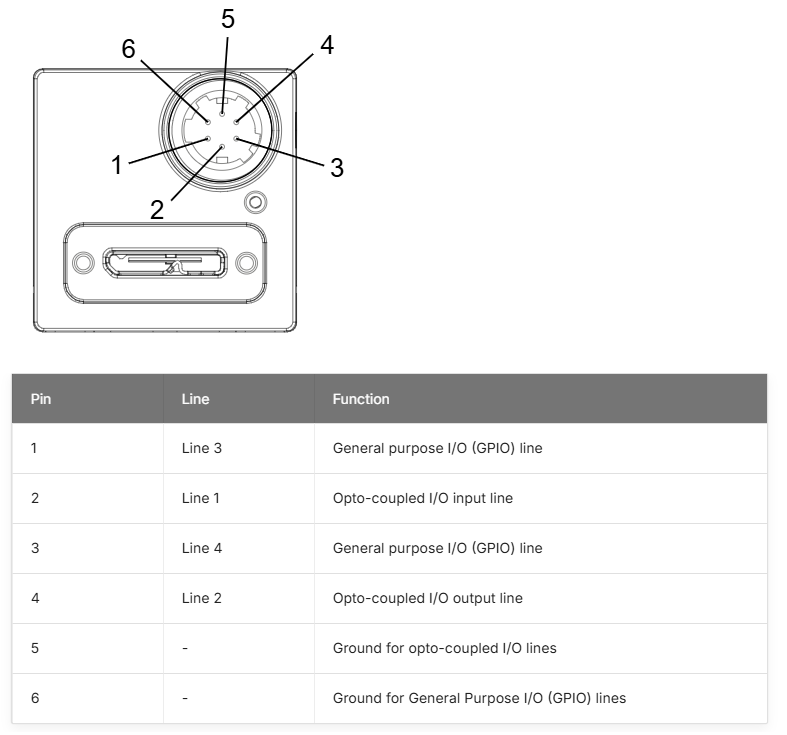 5
6
4
1
3
2
Pin Line Function
1 Line 3 General purpose I/O (GPIO) line
2 Line 1 Opto-coupled I/O input line
3 Line 4 General purpose I/O (GPIO) line
4 Line 2 Opto-coupled I/O output line
5 - Ground for opto-coupled I/O lines
6 - Ground for General Purpose I/O (GPIO) lines